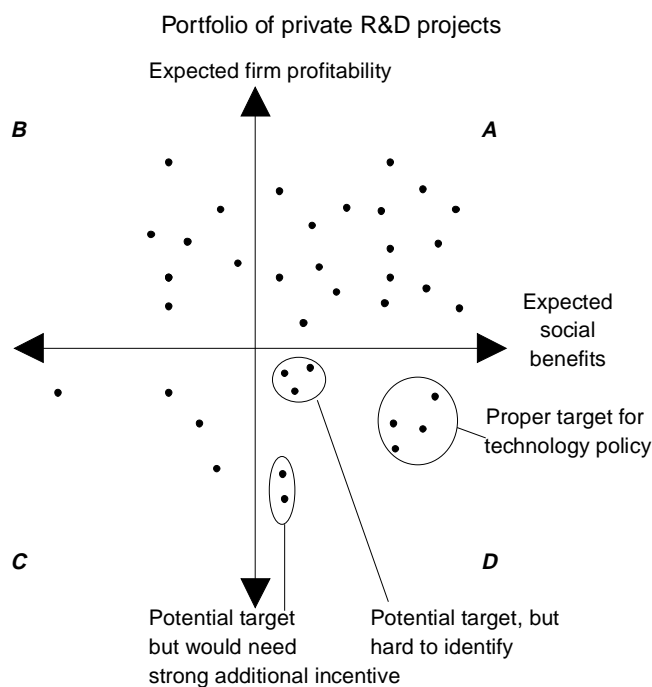 Portfolio of private R&D projects
Expected firm profitability
B
A
Expected
social
benefits
Proper target for
technology policy
C
D
Potential target
but would need
strong additional incentive
Potential target, but
hard to identify